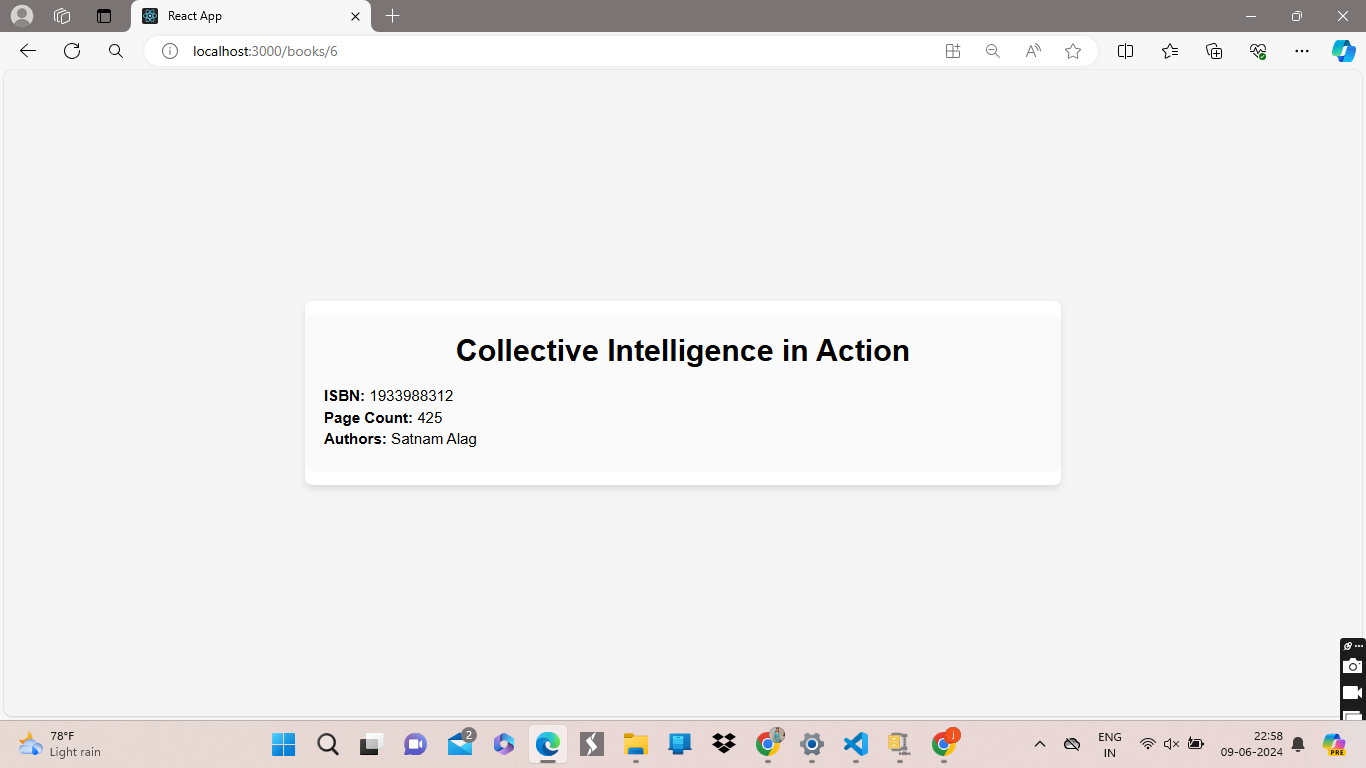 React App
localhost:3000/books/6
Collective Intelligence in Action
ISBN: 1933988312
Page Count: 425
Authors: Satnam Alag
78°F
Light rain
2
j
ENG
IN
22:58
09-06-2024
PRE